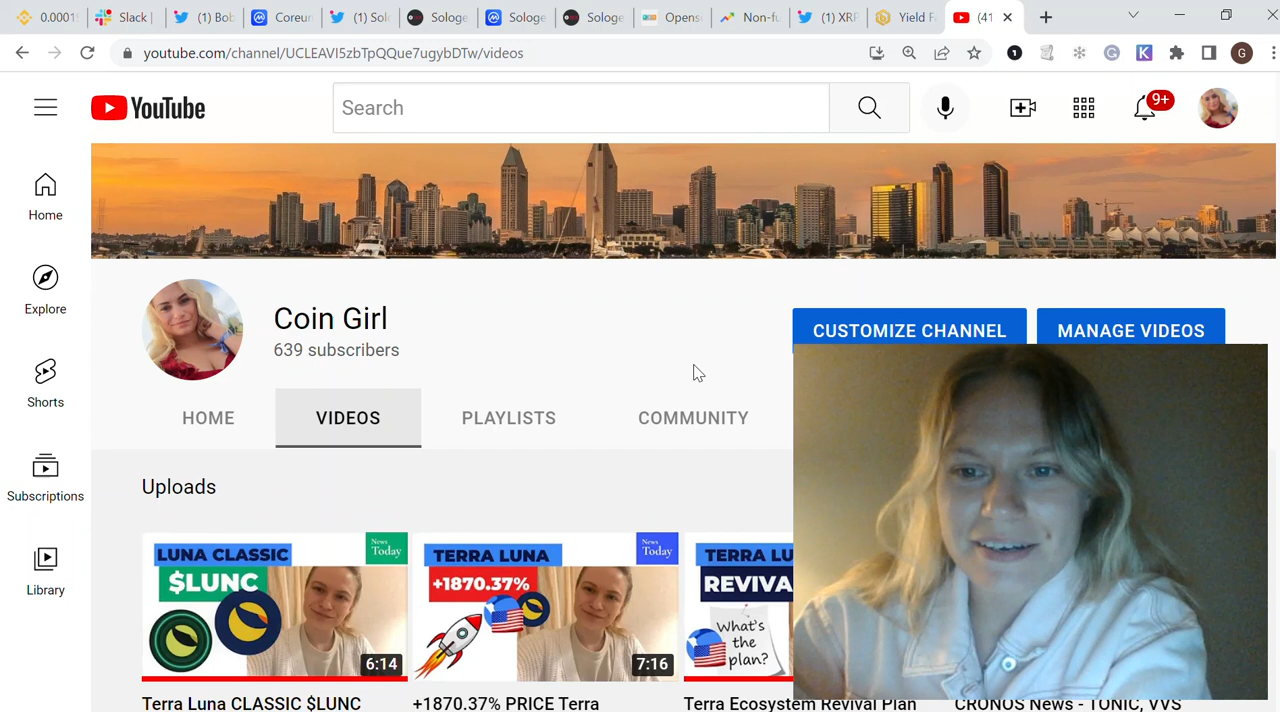 0.0001
Slack |
(1) Bob
Coreun
(1) Solo
Sologe
Sologe
Sologe
Opens
Non-fu
(1) XRP
Yield F
(41
youtube.com/channel/UCLEAVI5zbTpQQue7ugybDTw/videos
1
G
K
G
YouTube
Search
9+
Home
Explore
Shorts
Subscriptions
Library
Coin Girl
639 subscribers
CUSTOMIZE CHANNEL
MANAGE VIDEOS
HOME
VIDEOS
PLAYLISTS
COMMUNITY
Uploads
LUNA CLASSIC
$LUNC
News
Today
6:14
TERRA LUNA
+1870.37%
News
Today
7:16
TERRA LU
REVIVA
What's
the
plan?
Terra Luna CLASSIC $LUNC
+1870.37% PRICE Terra
Terra Ecosystem Revival Plan
CRONOS News - TONIC, VVS